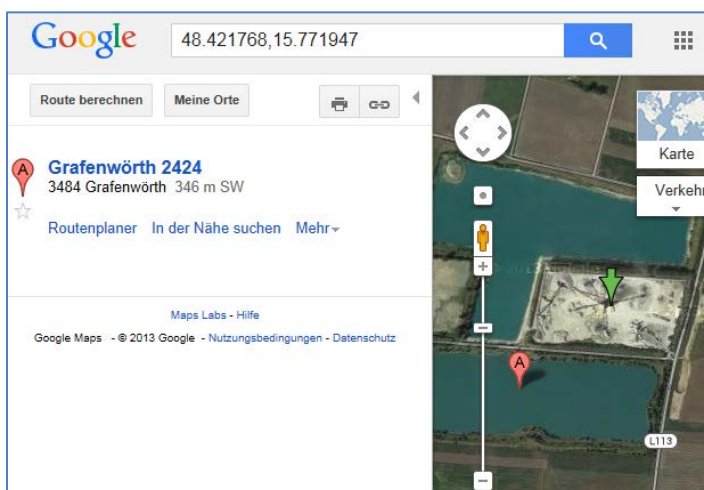 Google 48.421768,15.771947
Route berechnen Meine Orte
A Grafenwörth 2424
3484 Grafenwörth 346 m SW
Routenplaner In der Nähe suchen Mehr
Maps Labs - Hilfe
Google Maps - © 2013 Google - Nutzungsbedingungen - Datenschutz
Karte
Verkehr
A
L113